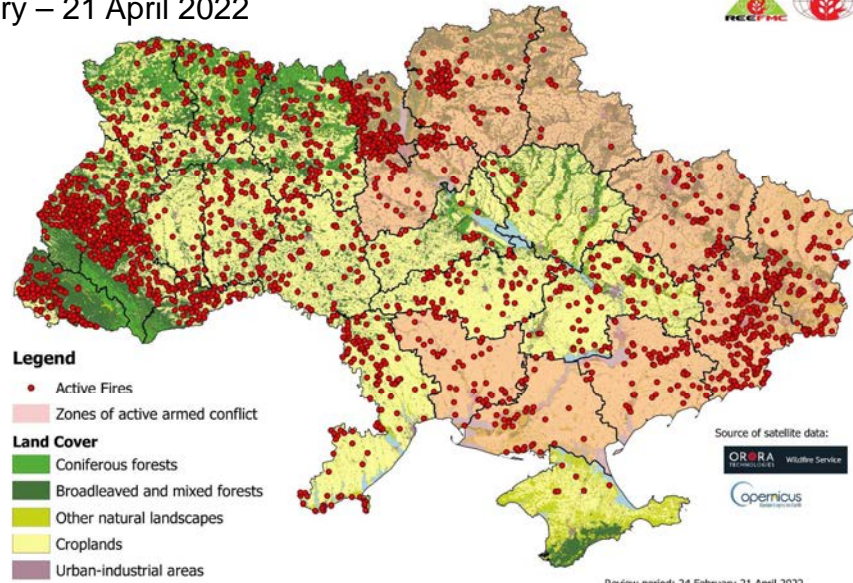 ry – 21 April 2022
REEFMC
Legend
Active Fires
Zones of active armed conflict
Land Cover
Coniferous forests
Broadleaved and mixed forests
Other natural landscapes
Croplands
Urban-industrial areas
Source of satellite data:
ORORA
TECHNOLOGIES
Wildfire Service
opernicus
Review period: 24 February-21 April 2022